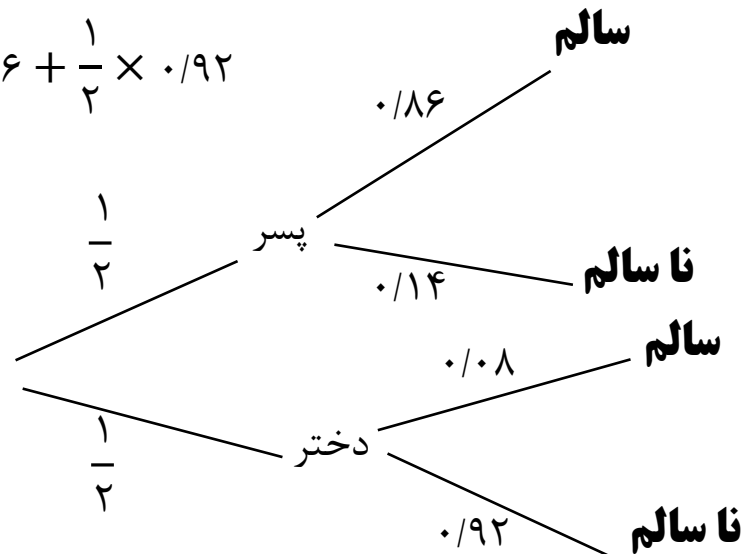 ۶ + ۱/۲ × ۰/۹۲
سالم
۰/۸۶
۱/۲
پسر
۰/۱۴
نا سالم
سالم
۰/۰۸
۱/۲
دختر
۰/۹۲
نا سالم